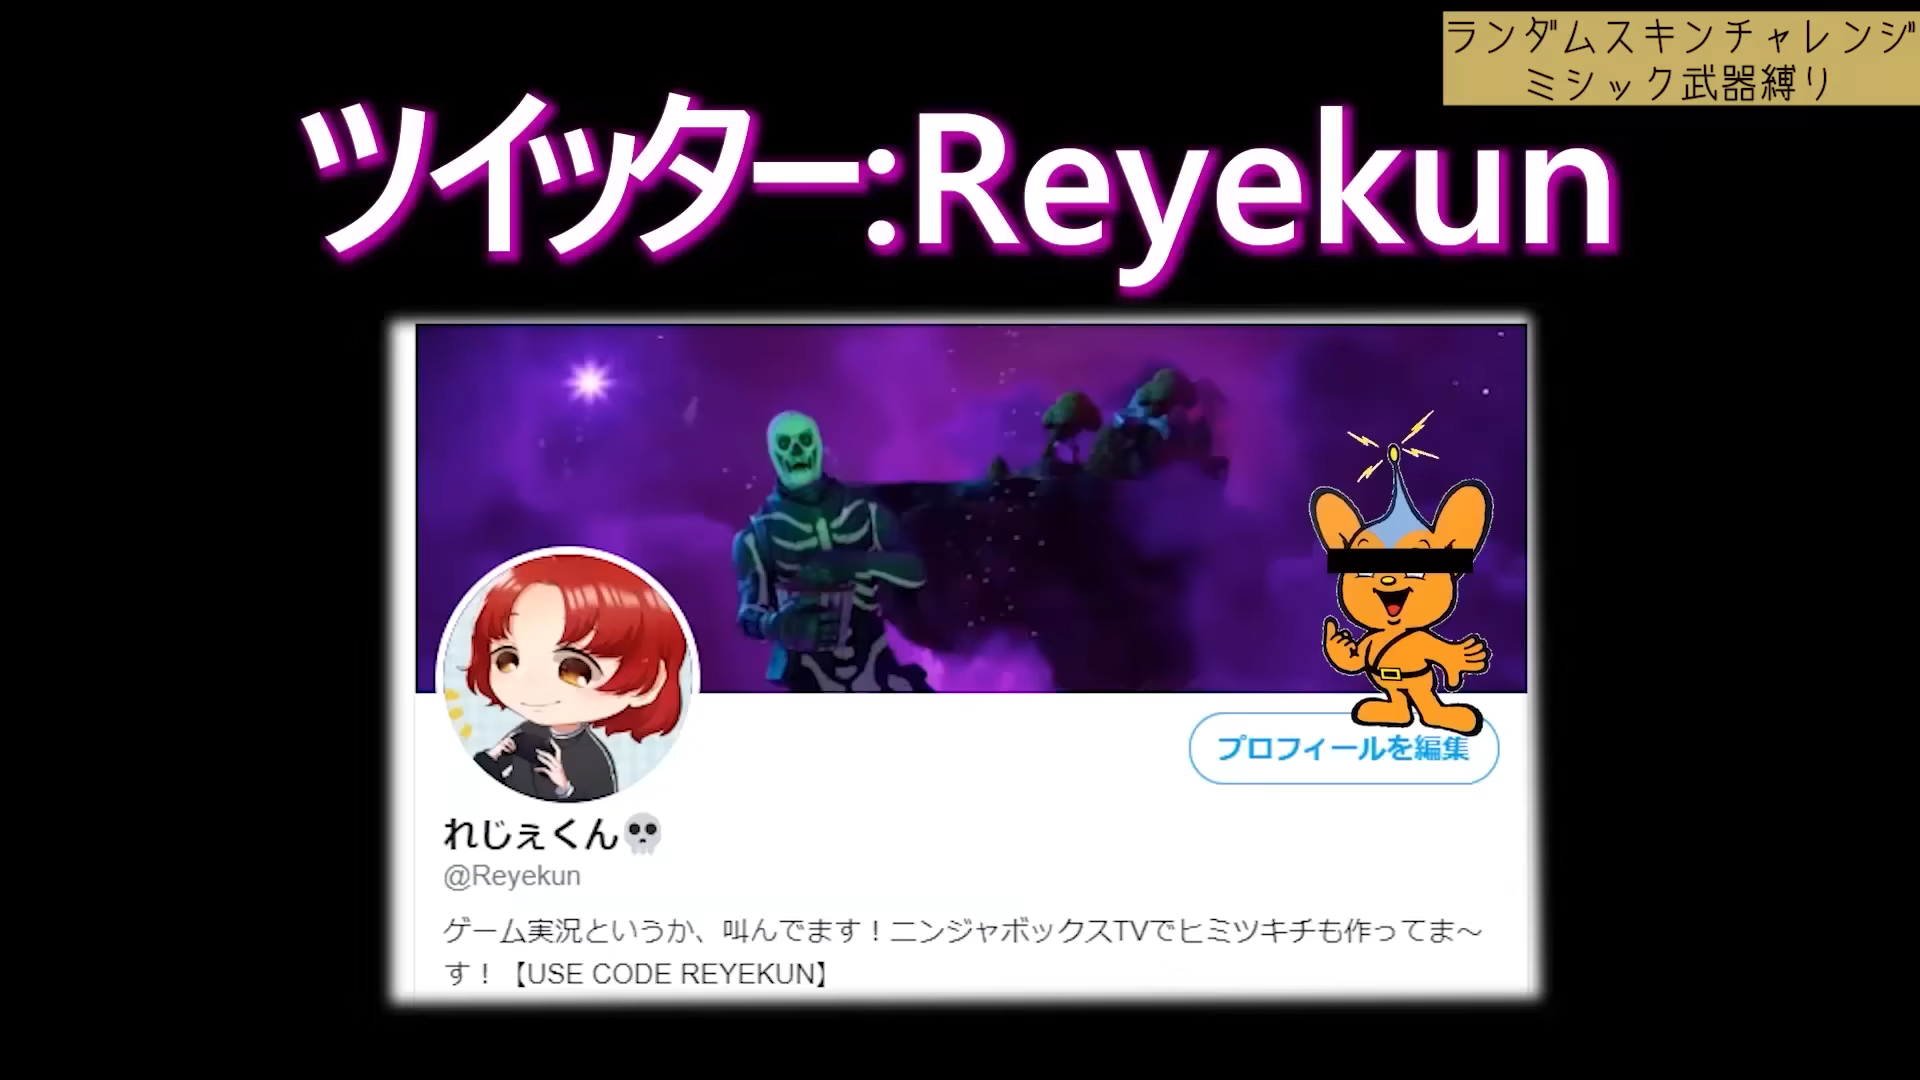 ランダムスキンチャレンジ
ミシック武器縛り
ツイッター:Reyekun
プロフィールを編集
れじぇくん💀
@Reyekun
ゲーム実況というか、叫んでます！ニンジャボックスTVでヒミツキチも作ってま〜
す！【USE CODE REYEKUN】